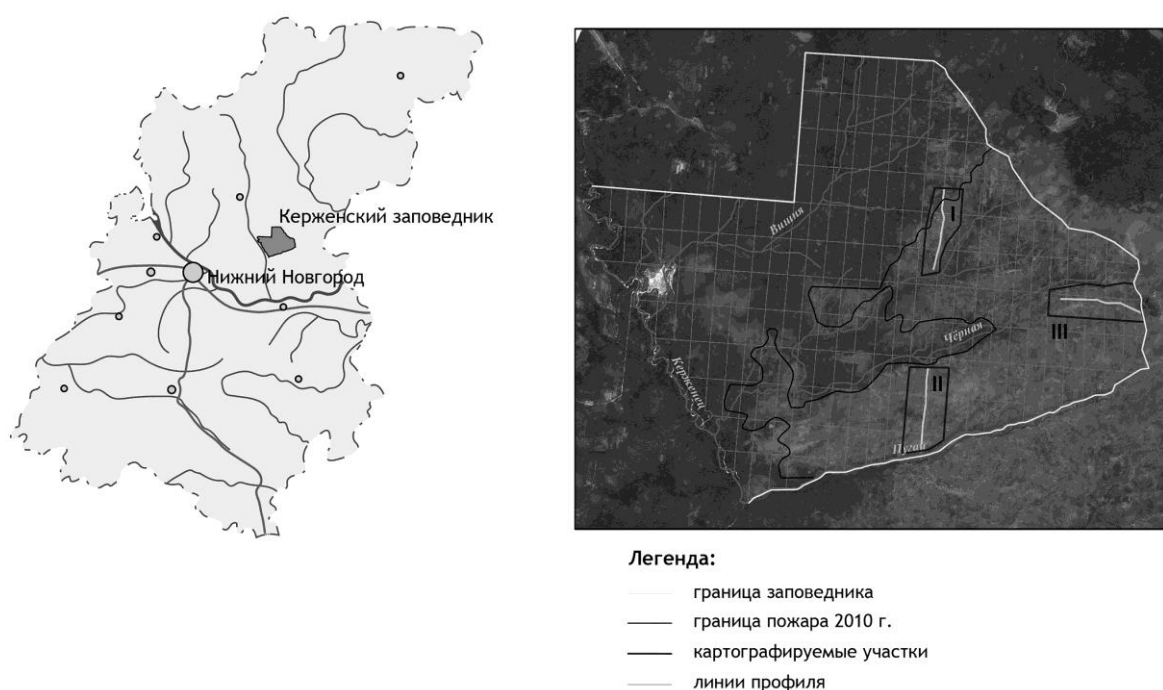 Керженский заповедник
Нижний Новгород
Вишня
I
III
Чёрная
Керженец
II
Пугай
Легенда:
граница заповедника
граница пожара 2010 г.
картографируемые участки
линии профиля